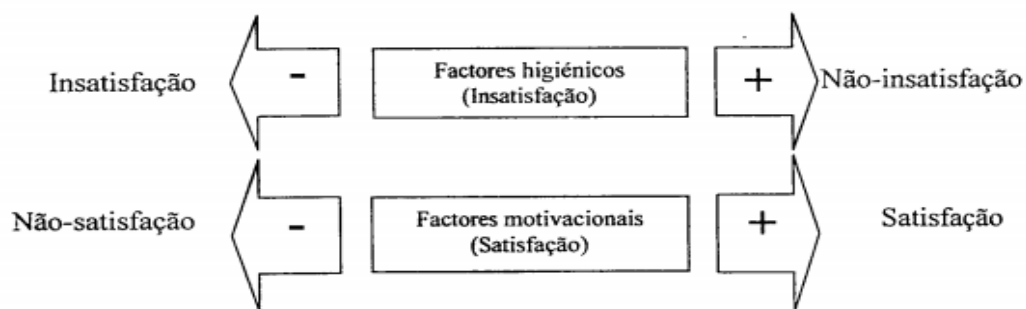 Insatisfação
-
Factores higiénicos
(Insatisfação)
+
Não-insatisfação
Não-satisfação
-
Factores motivacionais
(Satisfação)
+
Satisfação